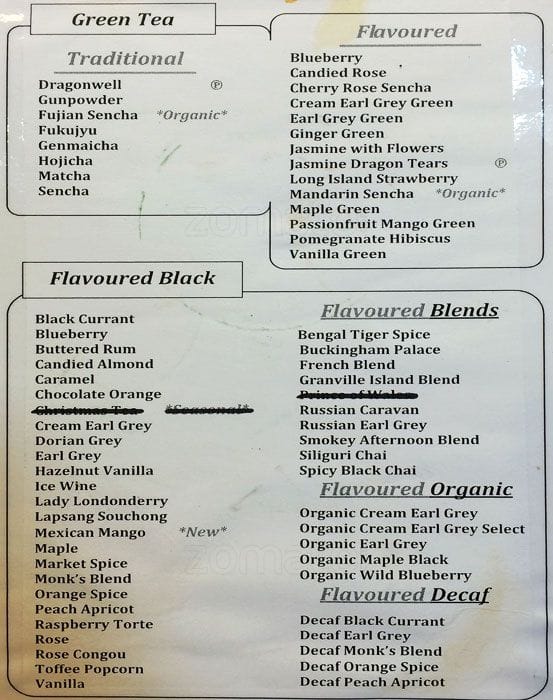 Green Tea
Traditional
Dragonwell Ⓟ
Gunpowder
Fujian Sencha *Organic*
Fukujyu
Genmaicha
Hojicha
Matcha
Sencha
Flavoured
Blueberry
Candied Rose
Cherry Rose Sencha
Cream Earl Grey Green
Earl Grey Green
Ginger Green
Jasmine with Flowers
Jasmine Dragon Tears Ⓟ
Long Island Strawberry
Mandarin Sencha *Organic*
Maple Green
Passionfruit Mango Green
Pomegranate Hibiscus
Vanilla Green
Flavoured Black
Black Currant
Blueberry
Buttered Rum
Candied Almond
Caramel
Chocolate Orange
Christmas Tea *Seasonal*
Cream Earl Grey
Dorian Grey
Earl Grey
Hazelnut Vanilla
Ice Wine
Lady Londonderry
Lapsang Souchong
Mexican Mango *New*
Maple
Market Spice
Monk's Blend
Orange Spice
Peach Apricot
Raspberry Torte
Rose
Rose Congou
Toffee Popcorn
Vanilla
Flavoured Blends
Bengal Tiger Spice
Buckingham Palace
French Blend
Granville Island Blend
Prince of Wales
Russian Caravan
Russian Earl Grey
Smokey Afternoon Blend
Siliguri Chai
Spicy Black Chai
Flavoured Organic
Organic Cream Earl Grey
Organic Cream Earl Grey Select
Organic Earl Grey
Organic Maple Black
Organic Wild Blueberry
Flavoured Decaf
Decaf Black Currant
Decaf Earl Grey
Decaf Monk's Blend
Decaf Orange Spice
Decaf Peach Apricot